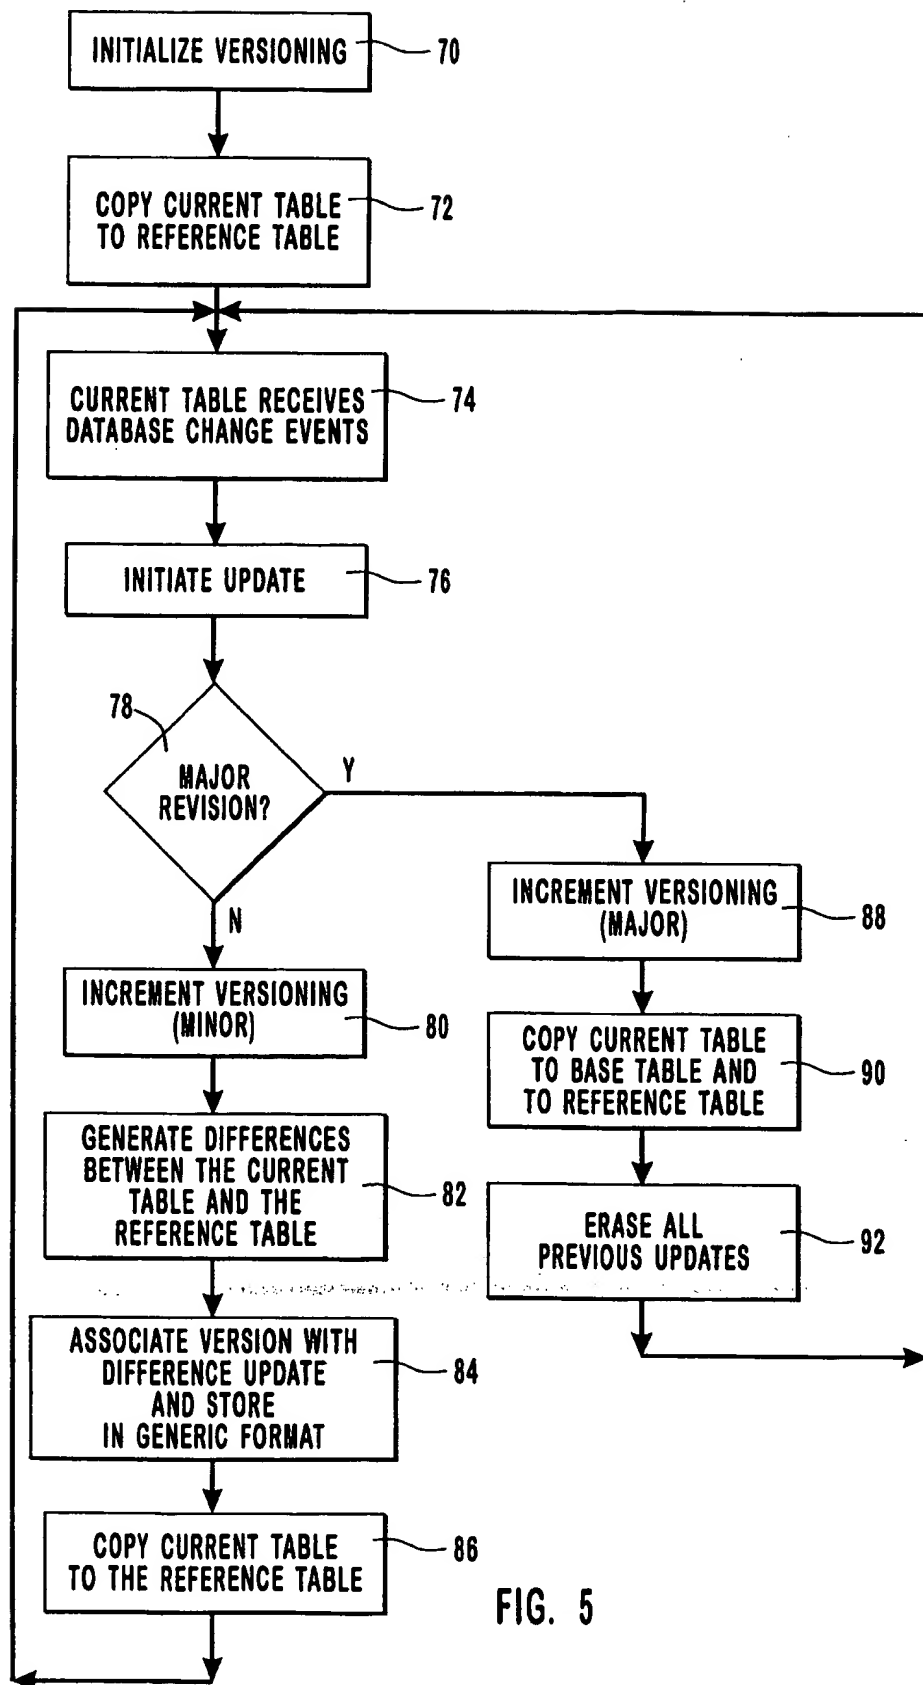 INITIALIZE VERSIONING
70
COPY CURRENT TABLE
TO REFERENCE TABLE
72
CURRENT TABLE RECEIVES
DATABASE CHANGE EVENTS
74
INITIATE UPDATE
76
78
MAJOR
REVISION?
Y
N
INCREMENT VERSIONING
(MINOR)
80
GENERATE DIFFERENCES
BETWEEN THE CURRENT
TABLE AND THE
REFERENCE TABLE
82
ASSOCIATE VERSION WITH
DIFFERENCE UPDATE
AND STORE
IN GENERIC FORMAT
84
COPY CURRENT TABLE
TO THE REFERENCE TABLE
86
INCREMENT VERSIONING
(MAJOR)
88
COPY CURRENT TABLE
TO BASE TABLE AND
TO REFERENCE TABLE
90
ERASE ALL
PREVIOUS UPDATES
92
FIG. 5